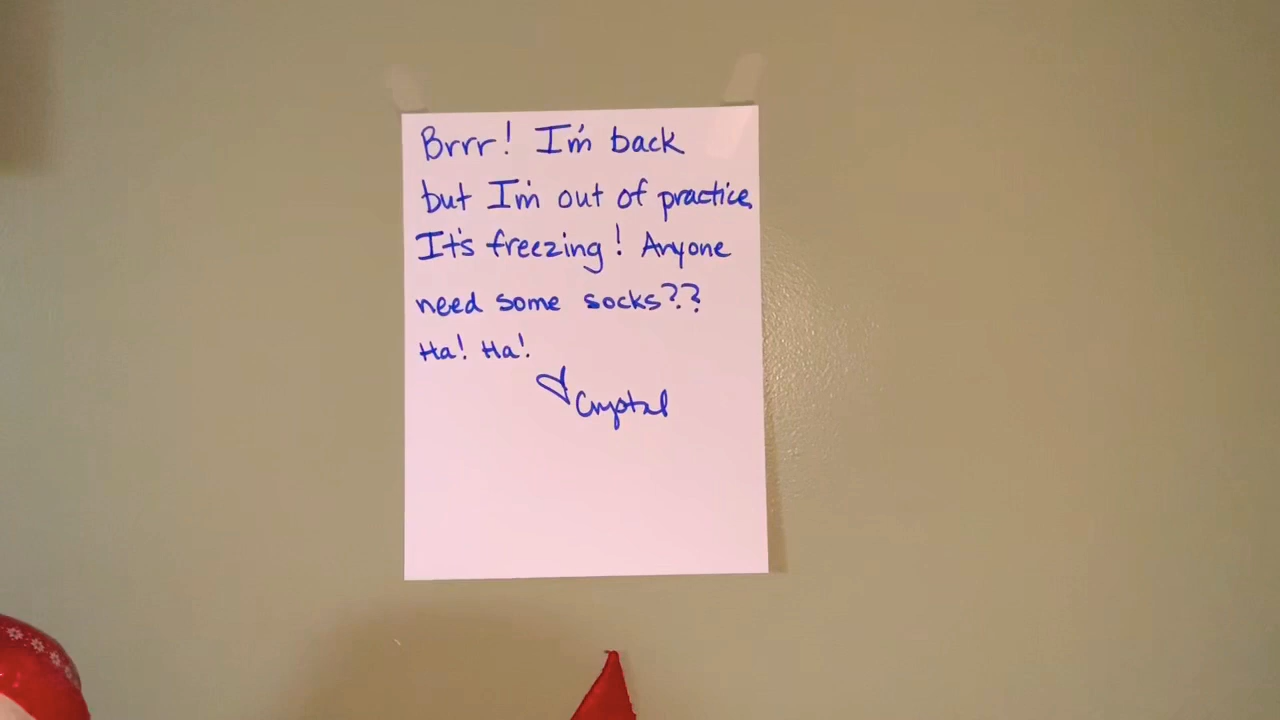 Brrr! I'm back
but I'm out of practice,
It's freezing! Anyone
need some socks??
Ha! Ha!
Crystal